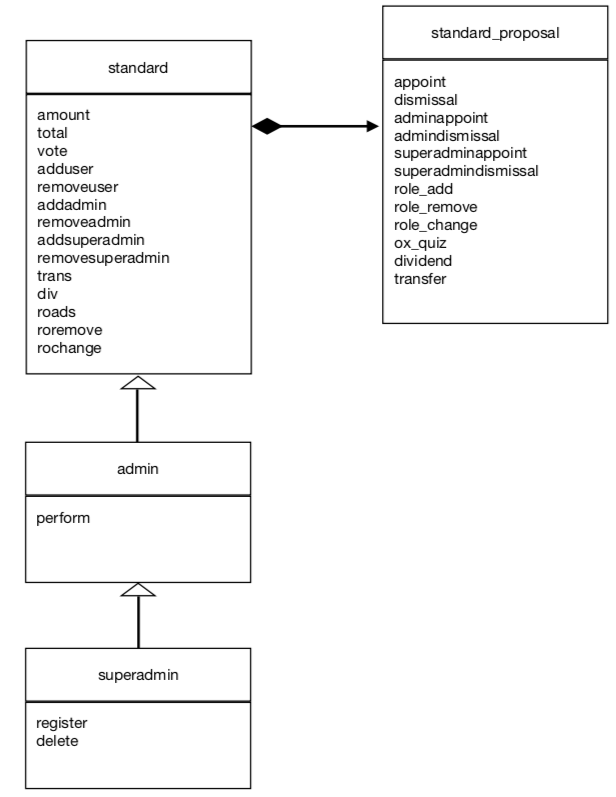 standard
amount
total
vote
adduser
removeuser
addadmin
removeadmin
addsuperadmin
removesuperadmin
trans
div
roads
roremove
rochange
standard_proposal
appoint
dismissal
adminappoint
admindismissal
superadminappoint
superadmindismissal
role_add
role_remove
role_change
ox_quiz
dividend
transfer
admin
perform
superadmin
register
delete